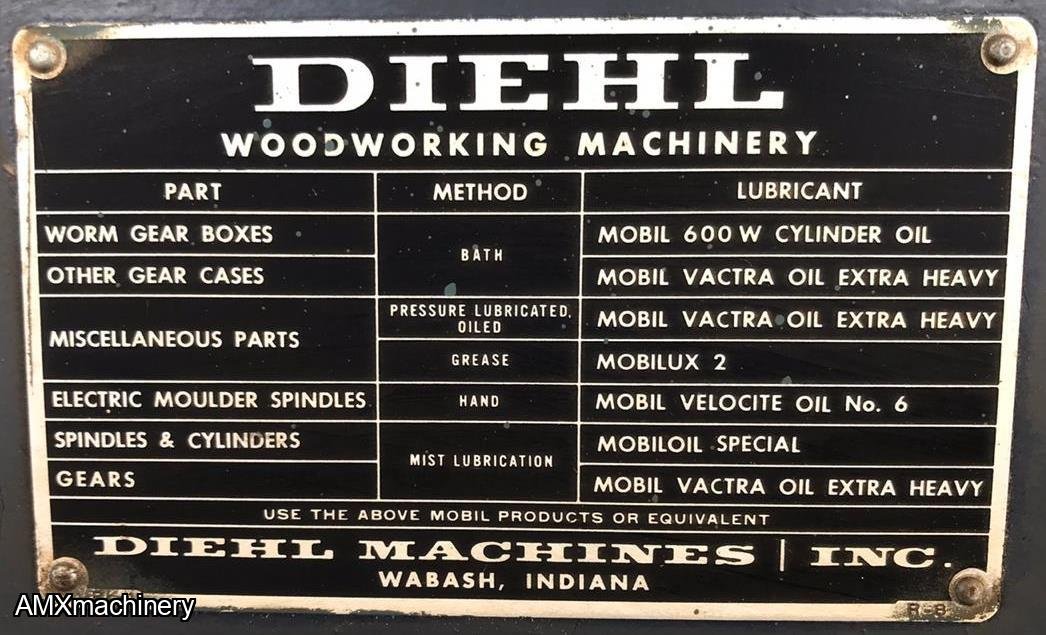 DIEHL
WOODWORKING MACHINERY
PART METHOD LUBRICANT
WORM GEAR BOXES BATH MOBIL 600 W CYLINDER OIL
OTHER GEAR CASES MOBIL VACTRA OIL EXTRA HEAVY
MISCELLANEOUS PARTS PRESSURE LUBRICATED, MOBIL VACTRA OIL EXTRA HEAVY
OILED
GREASE MOBILUX 2
ELECTRIC MOULDER SPINDLES HAND MOBIL VELOCITE OIL No. 6
SPINDLES & CYLINDERS MIST LUBRICATION MOBILOIL SPECIAL
GEARS MOBIL VACTRA OIL EXTRA HEAVY
USE THE ABOVE MOBIL PRODUCTS OR EQUIVALENT
DIEHL MACHINES | INC.
WABASH, INDIANA
AMXmachinery
R-8